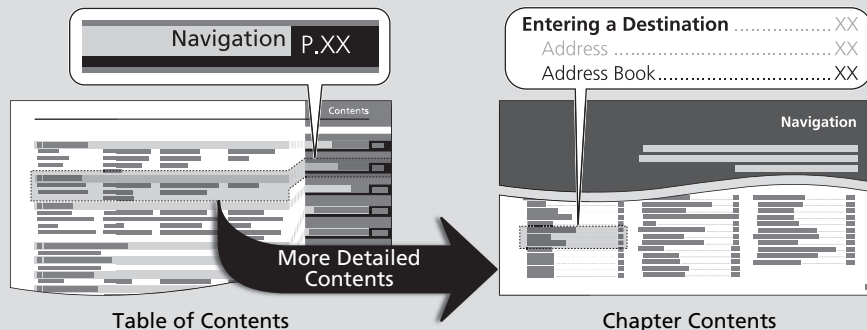 Navigation P.XX
Entering a Destination .................... XX
Address .......................................... XX
Address Book .................................. XX
Contents
Navigation
More Detailed
Contents
Table of Contents
Chapter Contents